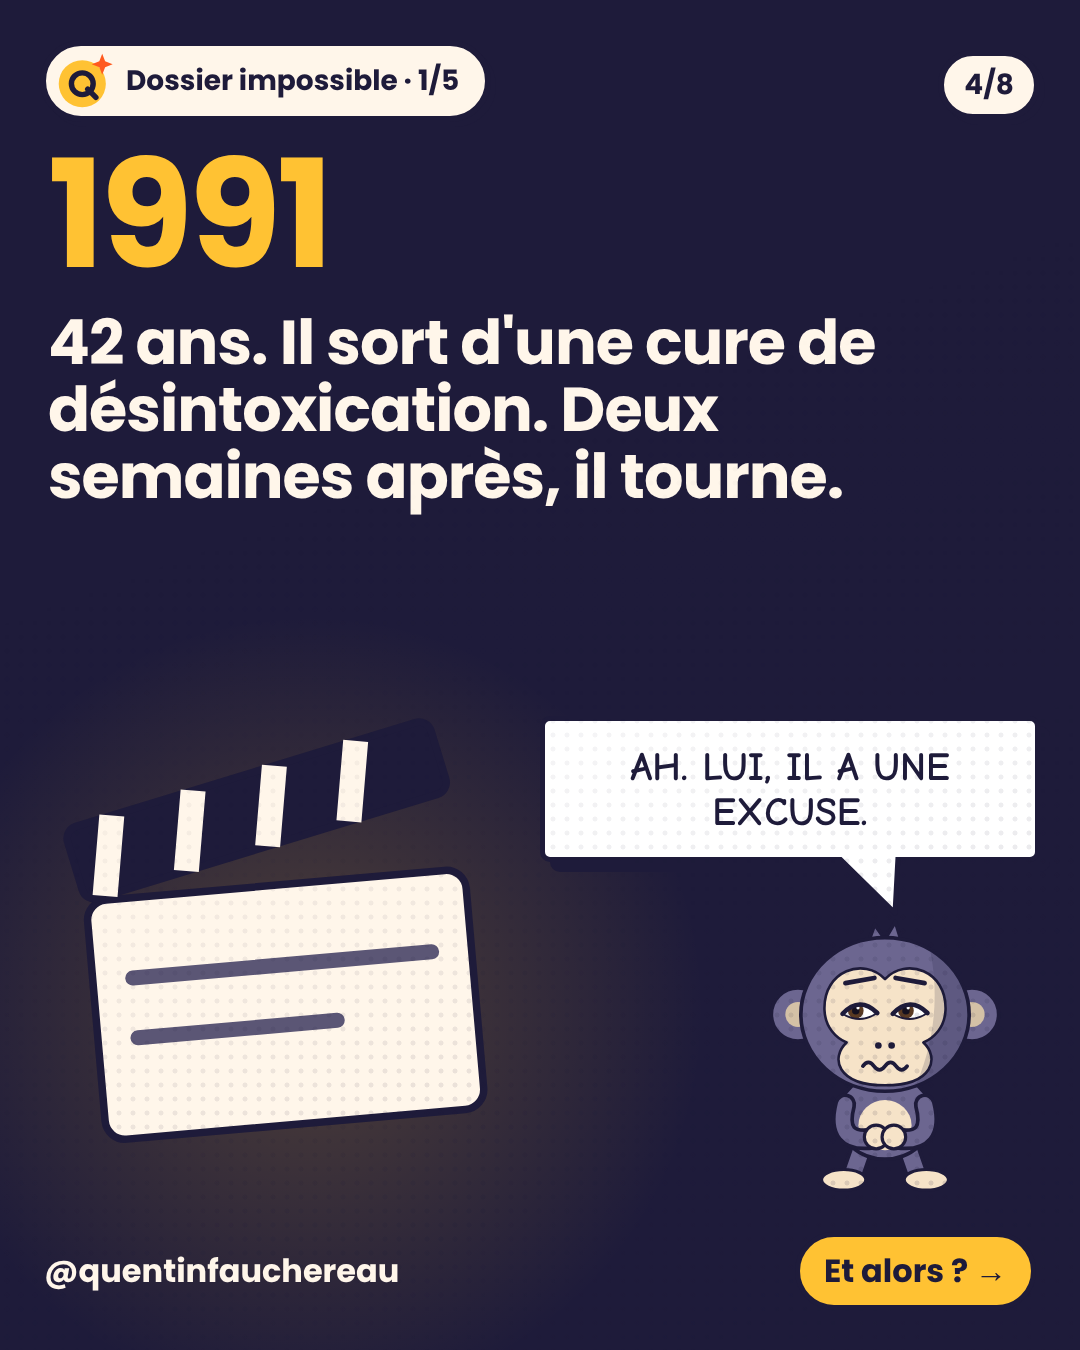 Q Dossier impossible · 1/5
4/8
1991
42 ans. Il sort d'une cure de
désintoxication. Deux
semaines après, il tourne.
AH. LUI, IL A UNE
EXCUSE.
@quentinfauchereau
Et alors ? →